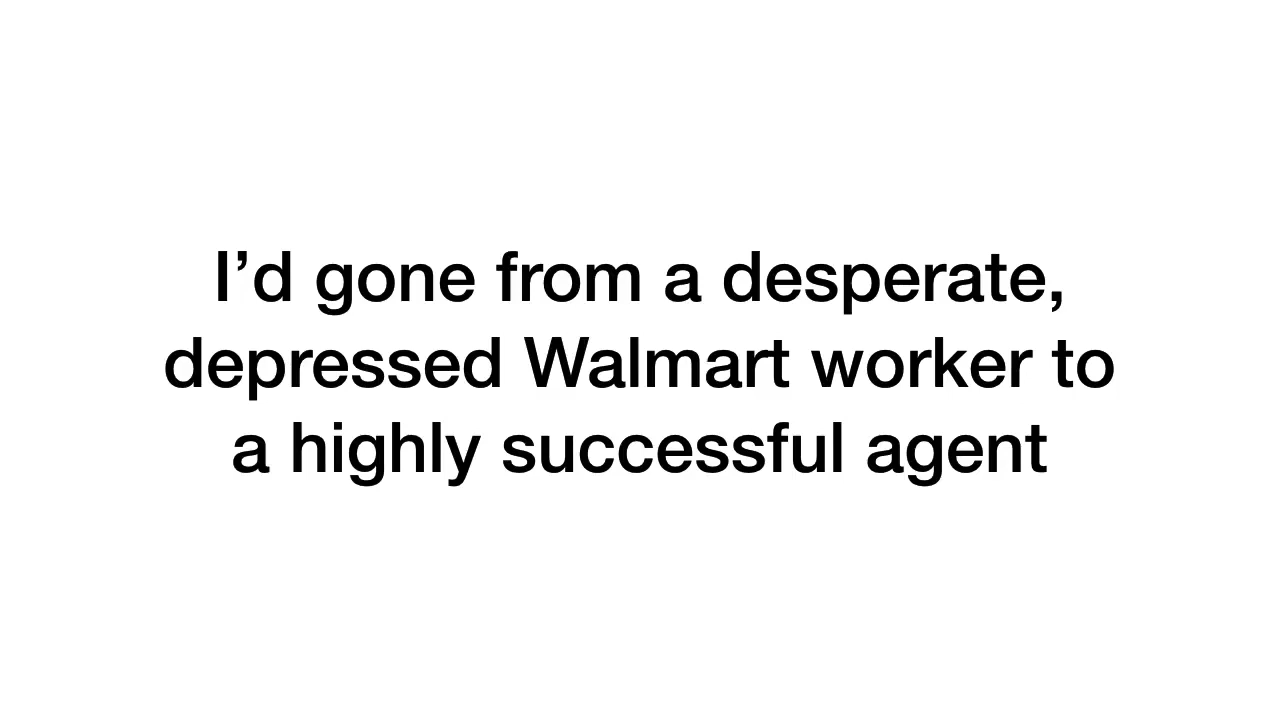 I’d gone from a desperate,
depressed Walmart worker to
a highly successful agent